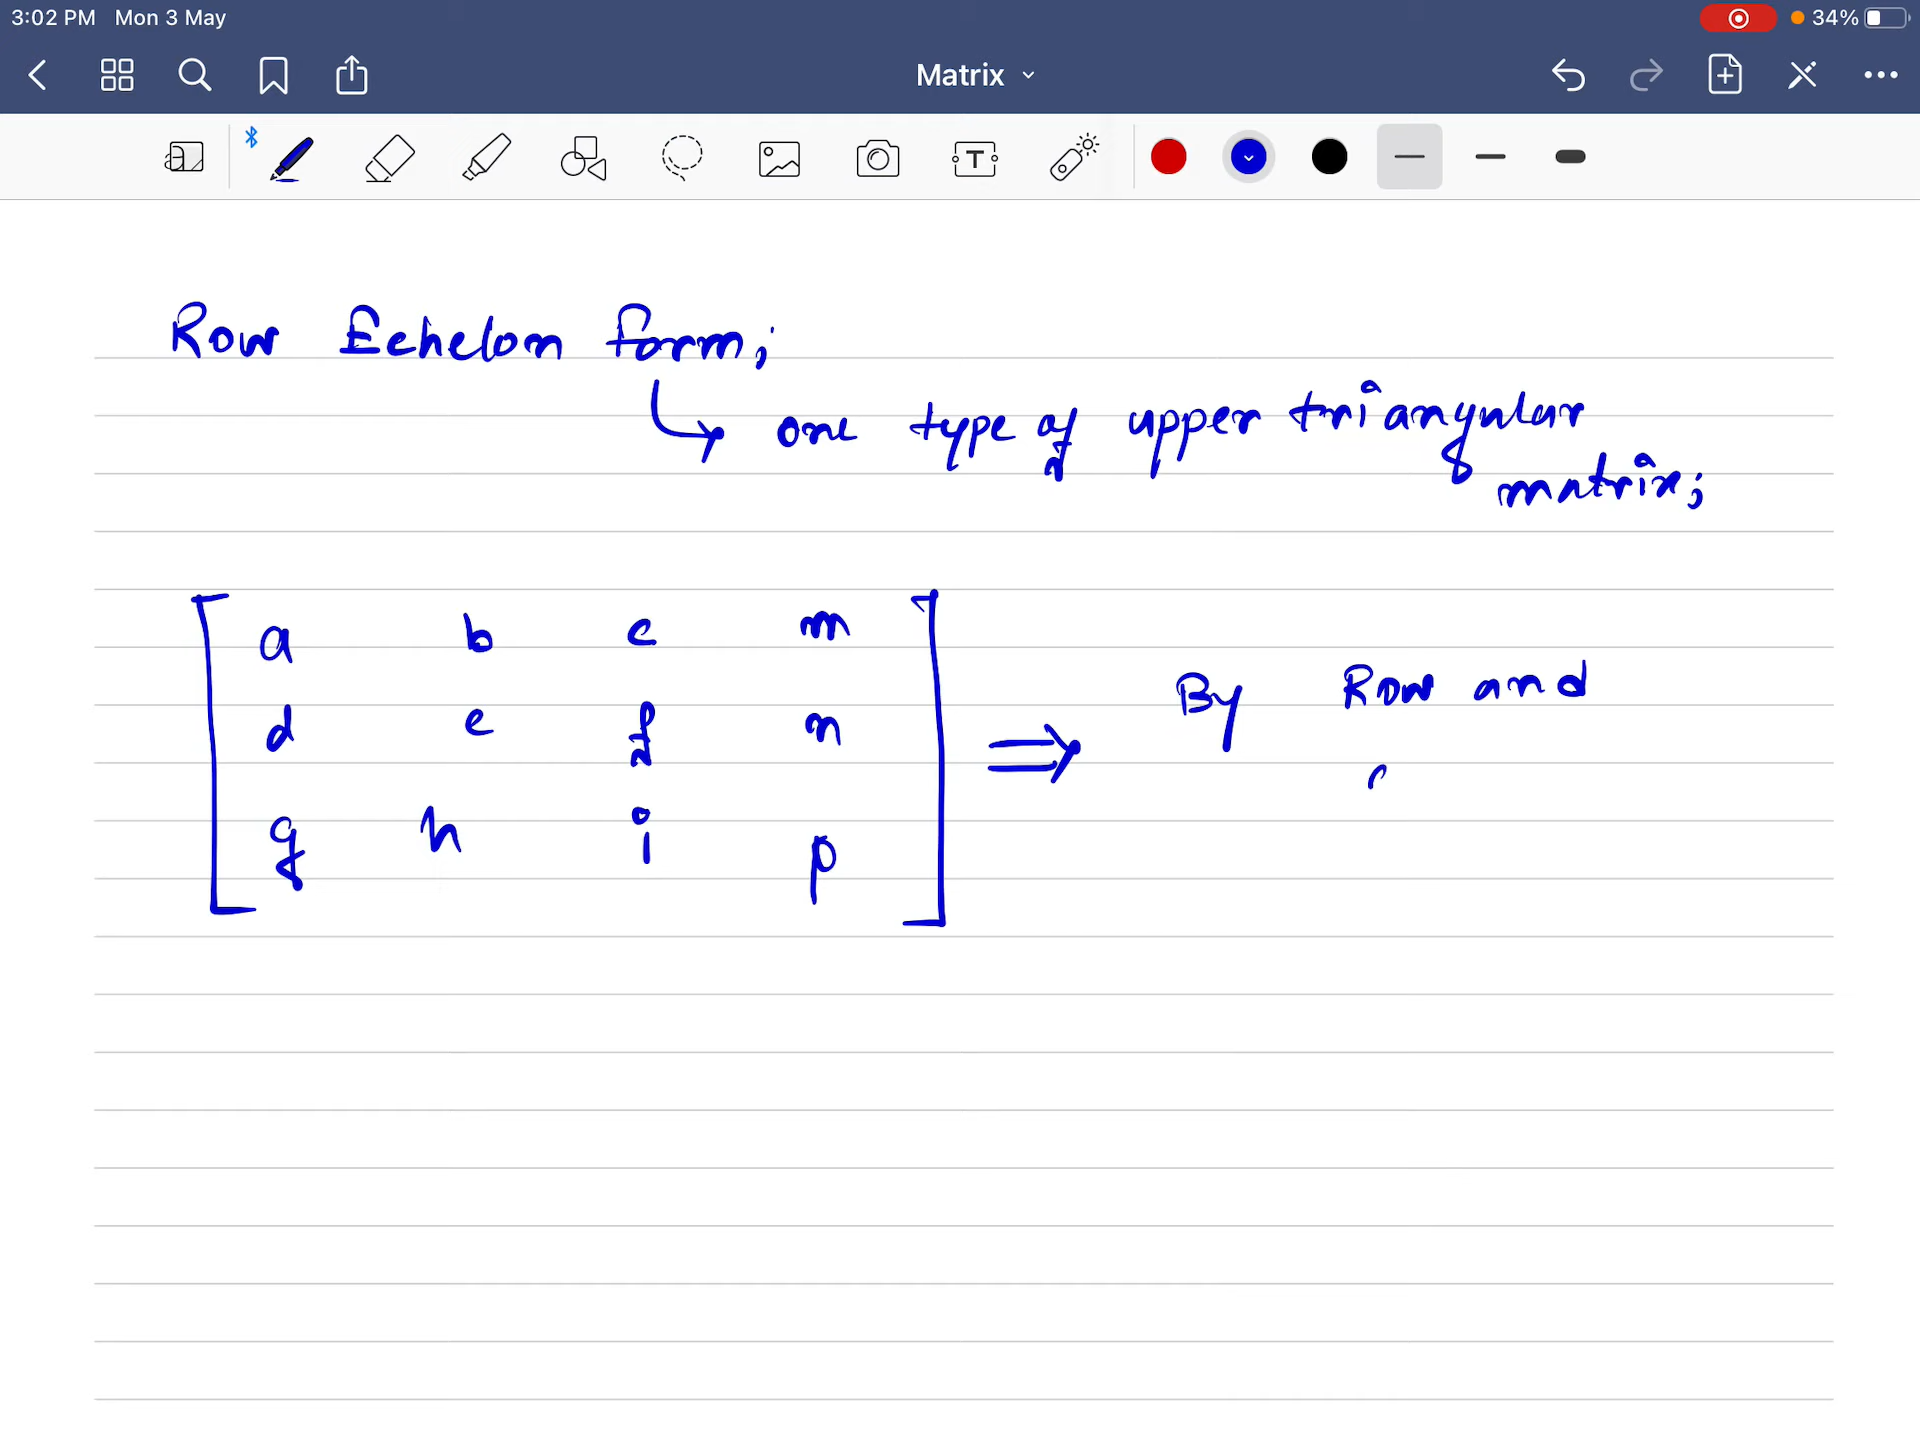 3:02 PM Mon 3 May 34%
Matrix
Row Echelon form;
one type of upper triangular
matrix;
a b c m
d e f n
g h i p
By Row and